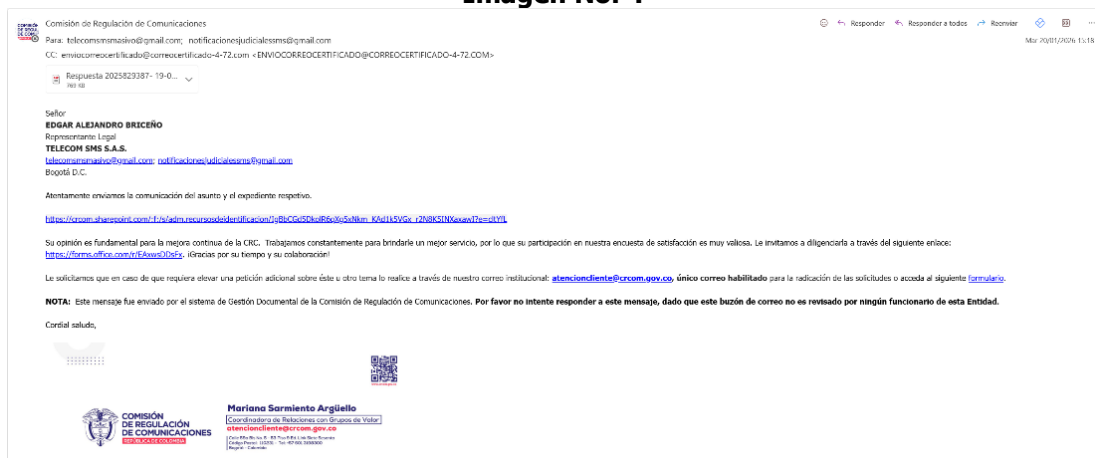 Imagen No. 4
Comisión de Regulación de Comunicaciones
Responder
Responder a todos
Reenviar
Para: telecomsmsmasivo@gmail.com; notificacionesjudicialessms@gmail.com
Mar 20/01/2026 15:18
CC: enviocorreocertificado@correocertificado-4-72.com <ENVIOCORREOCERTIFICADO@CORREOCERTIFICADO-4-72.COM>
Respuesta 2025829387- 19-0...
Señor
EDGAR ALEJANDRO BRICEÑO
Representante Legal
TELECOM SMS S.A.S.
telecomsmsmasivo@gmail.com; notificacionesjudicialessms@gmail.com
Bogotá D.C.
Atentamente enviamos la comunicación del asunto y el expediente respetivo.
Su opinión es fundamental para la mejora continua de la CRC. Trabajamos constantemente para brindarle un mejor servicio, por lo que su participación en nuestra encuesta de satisfacción es muy valiosa. Le invitamos a diligenciarla a través del siguiente enlace:
https://forms.office.com/r/EAxwsDDsFx. ¡Gracias por su tiempo y su colaboración!
Le solicitamos que en caso de que requiera elevar una petición adicional sobre éste u otro tema lo realice a través de nuestro correo institucional: atencioncliente@crcom.gov.co, único correo habilitado para la radicación de las solicitudes o acceda al siguiente formulario.
NOTA: Este mensaje fue enviado por el sistema de Gestión Documental de la Comisión de Regulación de Comunicaciones. Por favor no intente responder a este mensaje, dado que este buzón de correo no es revisado por ningún funcionario de esta Entidad.
Cordial saludo,
COMISIÓN
DE REGULACIÓN
DE COMUNICACIONES
REPÚBLICA DE COLOMBIA
Mariana Sarmiento Argüello
Coordinadora de Relaciones con Grupos de Valor
atencioncliente@crcom.gov.co
Bogotá - Colombia